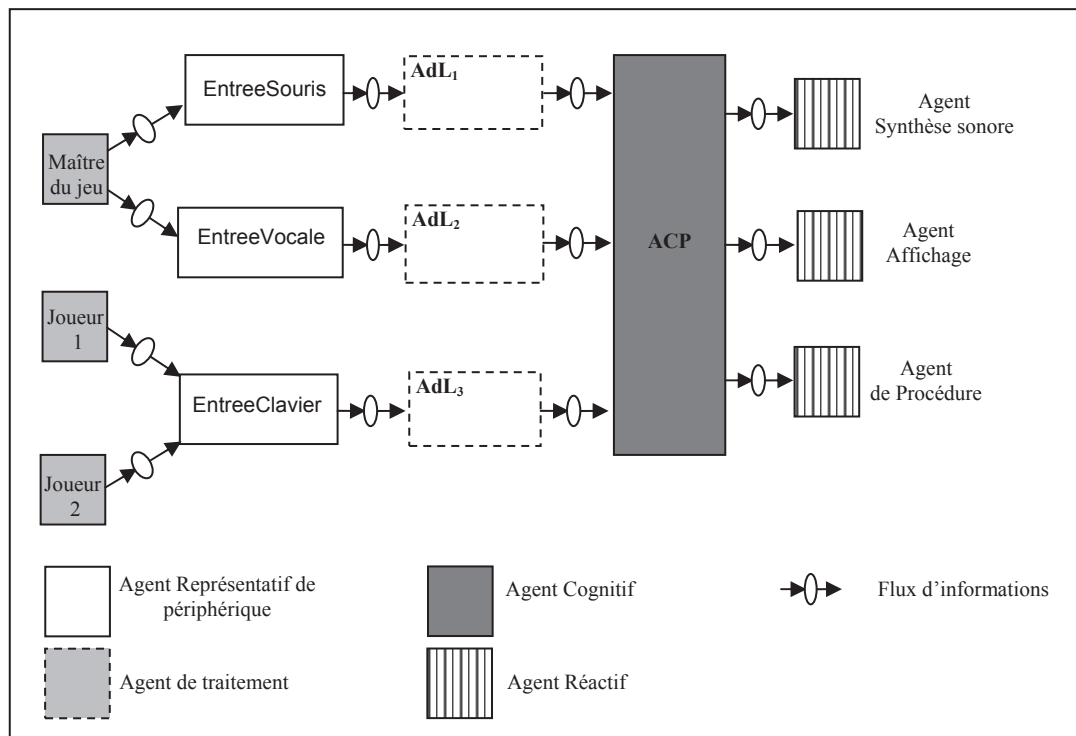 EntreeSouris
AdL₁
Agent
Synthèse sonore
Maître
du jeu
EntreeVocale
AdL₂
ACP
Agent
Affichage
Joueur
1
EntreeClavier
AdL₃
Agent
de Procédure
Joueur
2
Agent Représentatif de
périphérique
Agent Cognitif
Flux d’informations
Agent de traitement
Agent Réactif